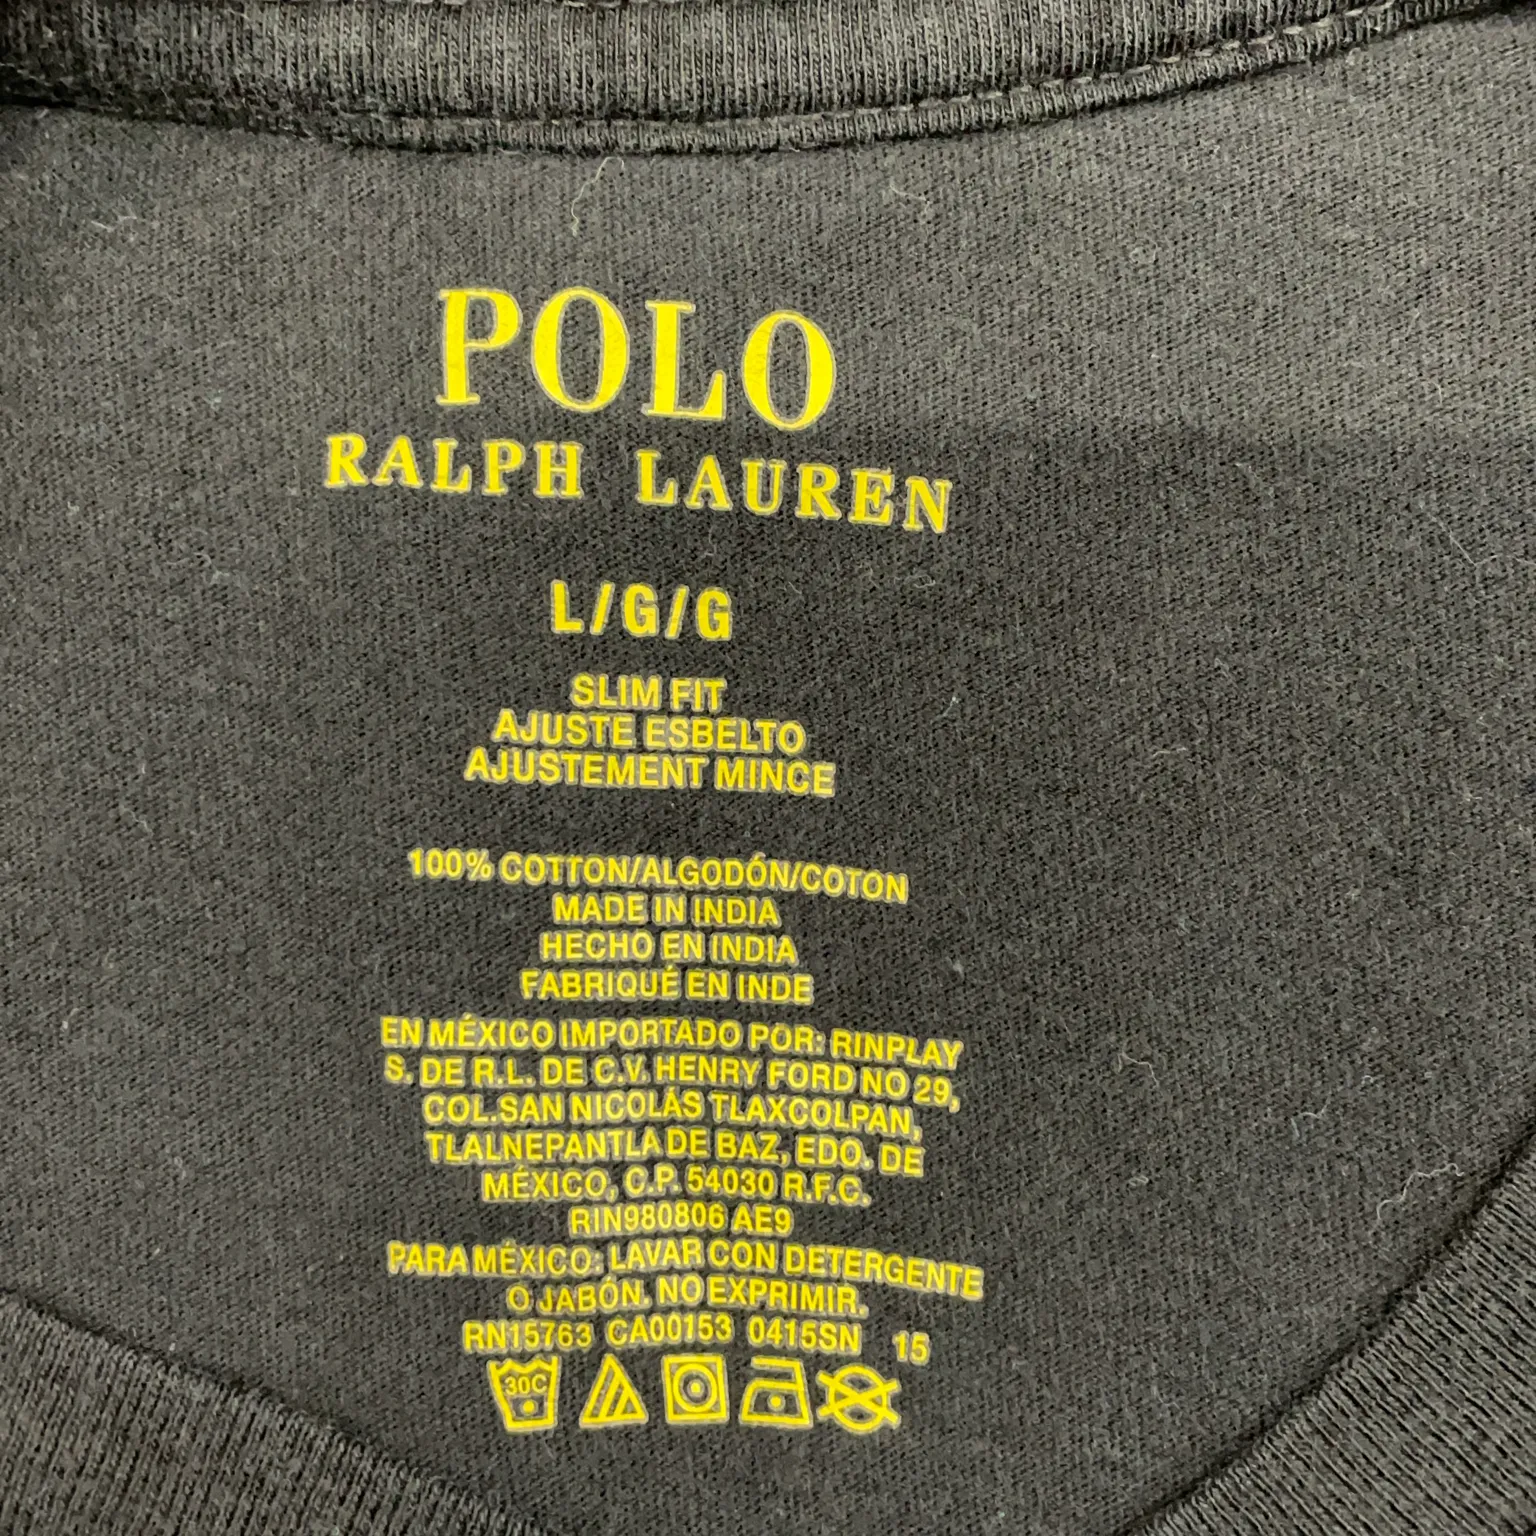 POLO
RALPH LAUREN
L/G/G
SLIM FIT
AJUSTE ESBELTO
AJUSTEMENT MINCE
100% COTTON/ALGODÓN/COTON
MADE IN INDIA
HECHO EN INDIA
FABRIQUÉ EN INDE
EN MÉXICO IMPORTADO POR: RINPLAY
S. DE R.L. DE C.V. HENRY FORD NO 29,
COL.SAN NICOLÁS TLAXCOLPAN,
TLALNEPANTLA DE BAZ, EDO. DE
MÉXICO, C.P. 54030 R.F.C.
RIN980806 AE9
PARA MÉXICO: LAVAR CON DETERGENTE
O JABÓN. NO EXPRIMIR.
RN15763 CA00153 0415SN 15
30C